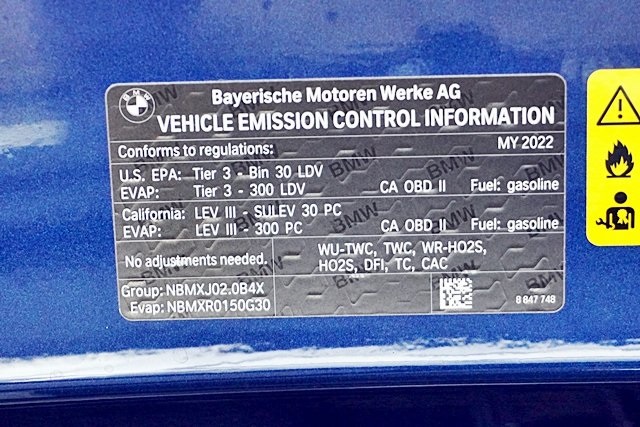 Bayerische Motoren Werke AG
VEHICLE EMISSION CONTROL INFORMATION
Conforms to regulations: MY 2022
U.S. EPA: Tier 3 - Bin 30 LDV
EVAP: Tier 3 - 300 LDV CA OBD II Fuel: gasoline
California: LEV III - SULEV 30 PC
EVAP: LEV III - 300 PC CA OBD II Fuel: gasoline
No adjustments needed.
WU-TWC, TWC, WR-HO2S,
HO2S, DFI, TC, CAC
Group: NBMXJ02.0B4X
Evap: NBMXR0150G30
8 847 748